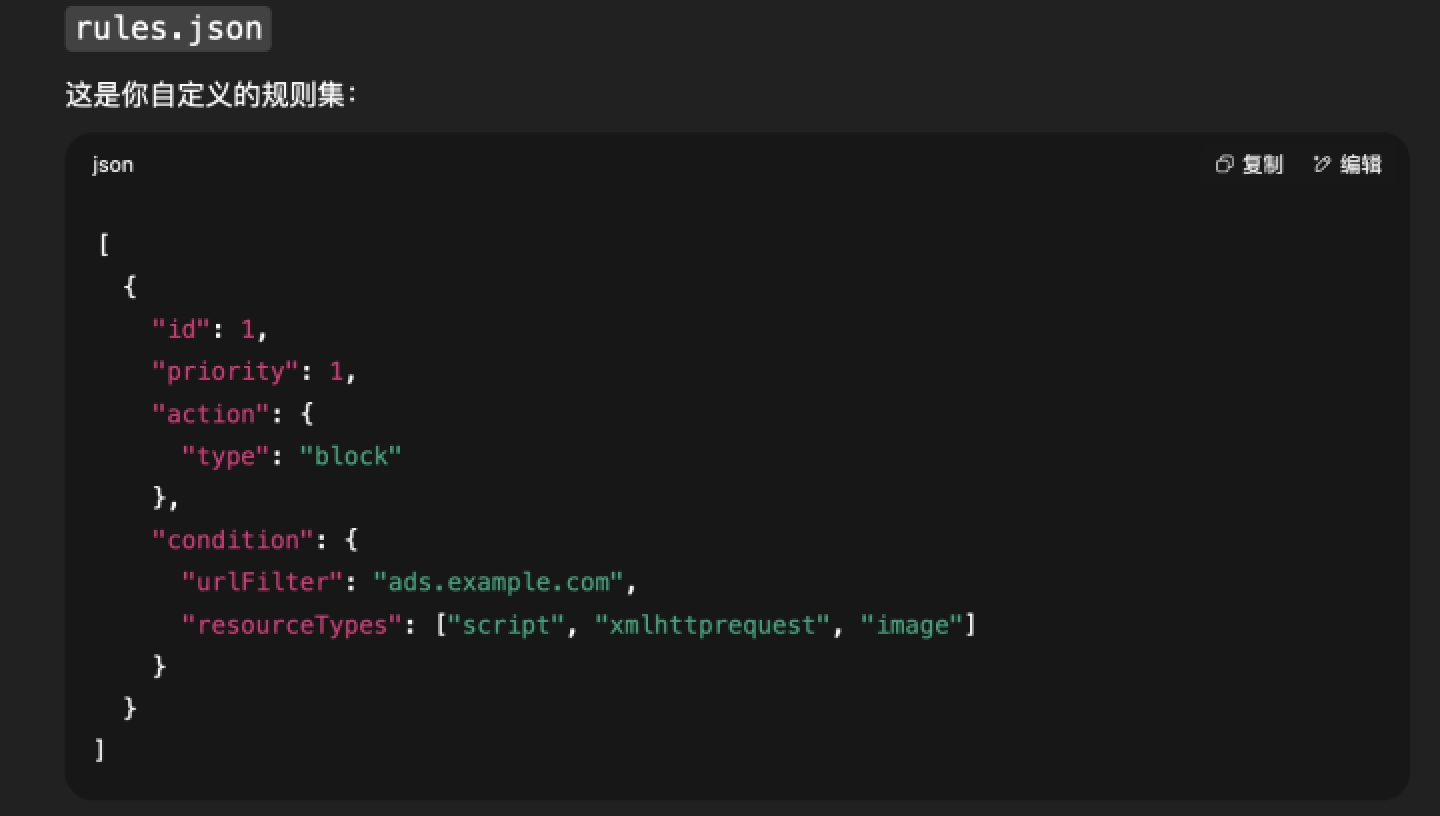 rules.json
这是你自定义的规则集：
json
复制 编辑
[
  {
    "id": 1,
    "priority": 1,
    "action": {
      "type": "block"
    },
    "condition": {
      "urlFilter": "ads.example.com",
      "resourceTypes": ["script", "xmlhttprequest", "image"]
    }
  }
]